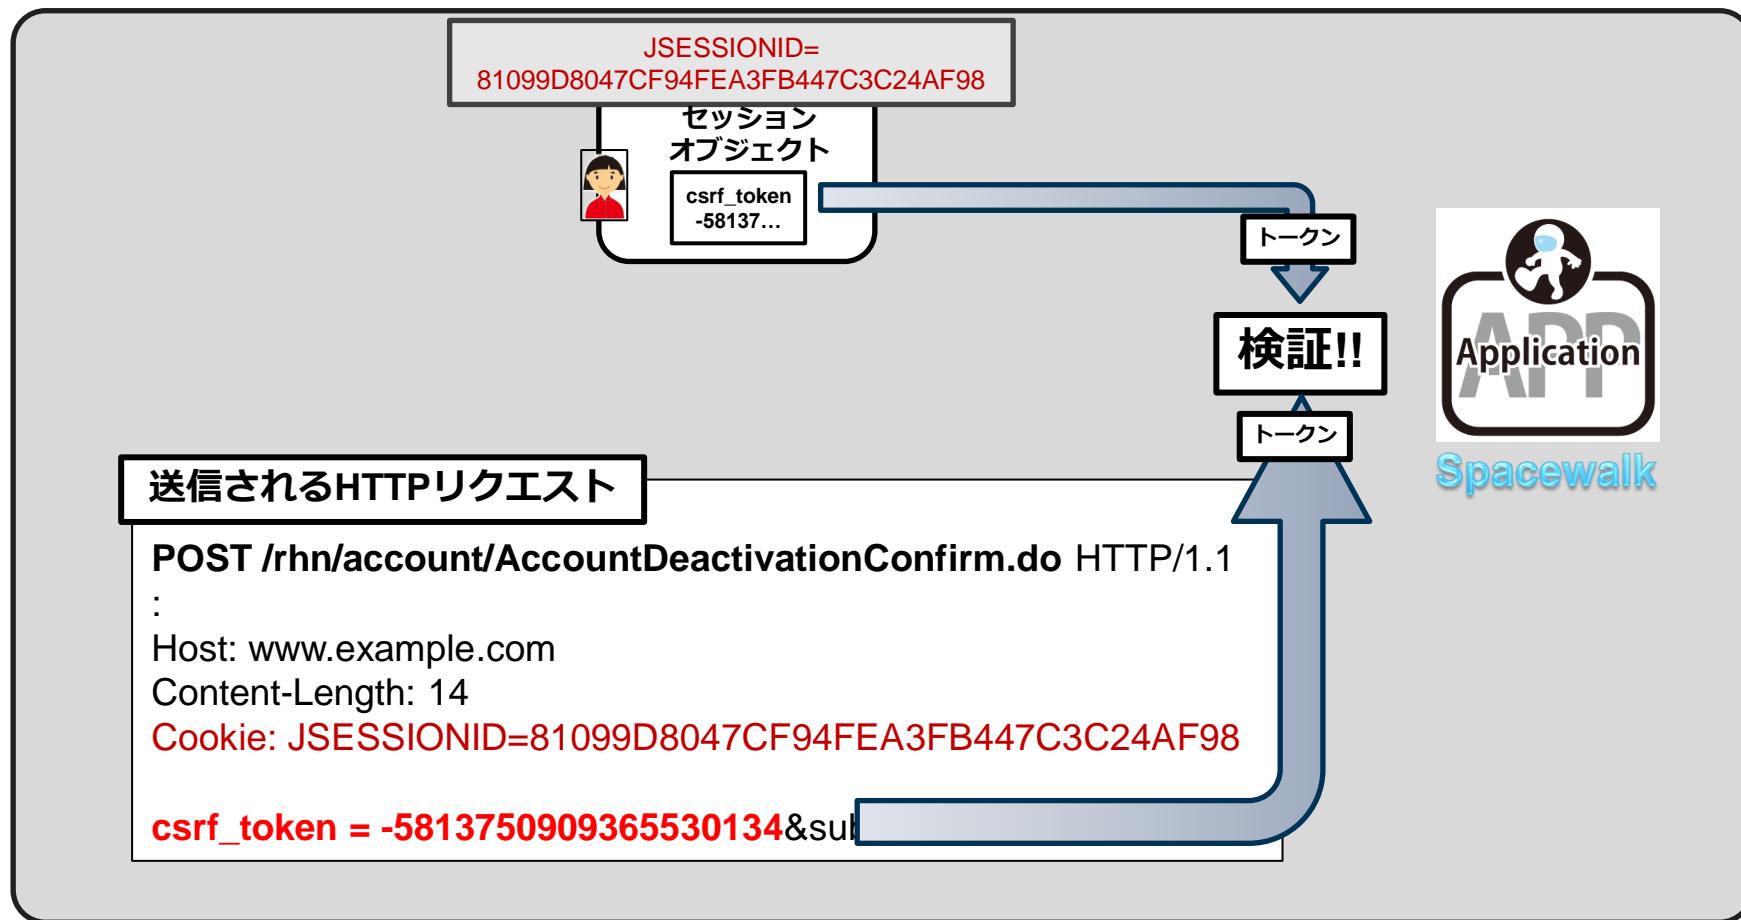 JSESSIONID=
81099D8047CF94FEA3FB447C3C24AF98
セッション
オブジェクト
csrf_token
-58137…
トークン
検証!!
トークン
APP
Application
Spacewalk
送信されるHTTPリクエスト
POST /rhn/account/AccountDeactivationConfirm.do HTTP/1.1
:
Host: www.example.com
Content-Length: 14
Cookie: JSESSIONID=81099D8047CF94FEA3FB447C3C24AF98
csrf_token = -5813750909365530134&su